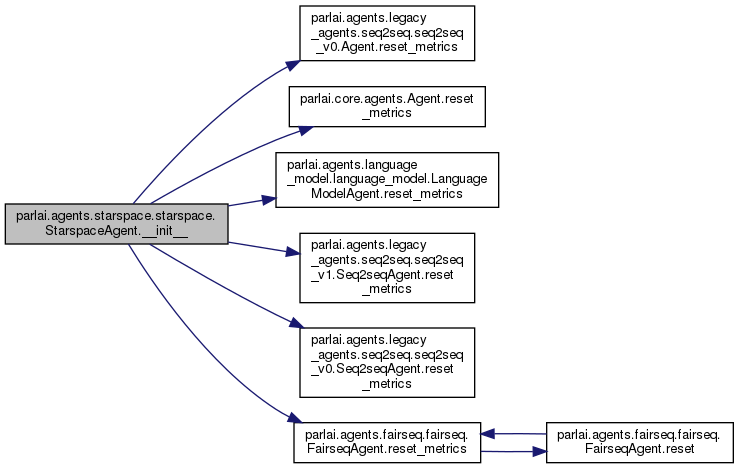 parlai.agents.legacy
_agents.seq2seq.seq2seq
_v0.Agent.reset_metrics
parlai.core.agents.Agent.reset
_metrics
parlai.agents.language
_model.language_model.Language
ModelAgent.reset_metrics
parlai.agents.starspace.starspace.
StarspaceAgent.__init__
parlai.agents.legacy
_agents.seq2seq.seq2seq
_v1.Seq2seqAgent.reset
_metrics
parlai.agents.legacy
_agents.seq2seq.seq2seq
_v0.Seq2seqAgent.reset
_metrics
parlai.agents.fairseq.fairseq.
FairseqAgent.reset_metrics
parlai.agents.fairseq.fairseq.
FairseqAgent.reset